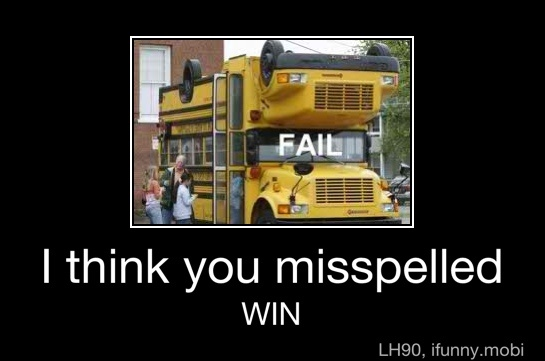 FAIL
I think you misspelled
WIN
LH90, ifunny.mobi